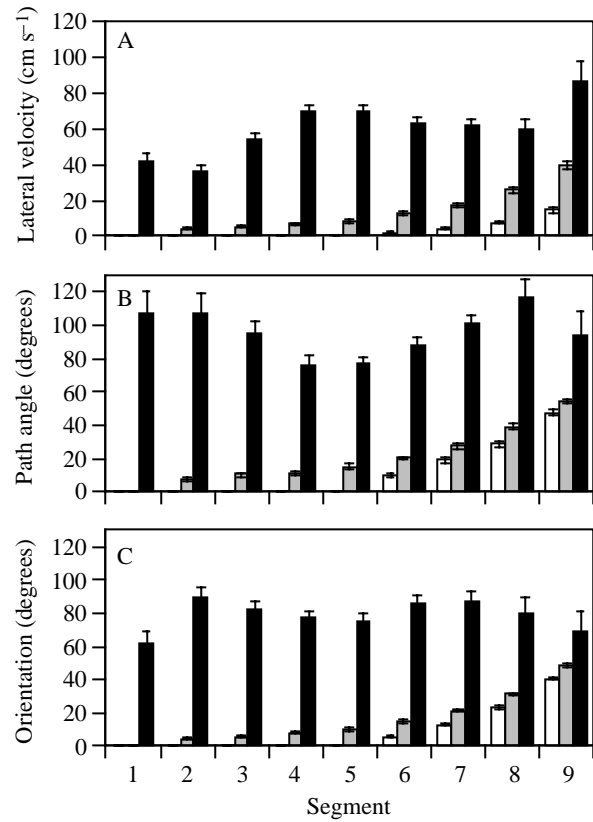 A
Lateral velocity (cm s⁻¹)
120
100
80
60
40
20
0
B
Path angle (degrees)
120
100
80
60
40
20
0
C
Orientation (degrees)
120
100
80
60
40
20
0
1 2 3 4 5 6 7 8 9
Segment